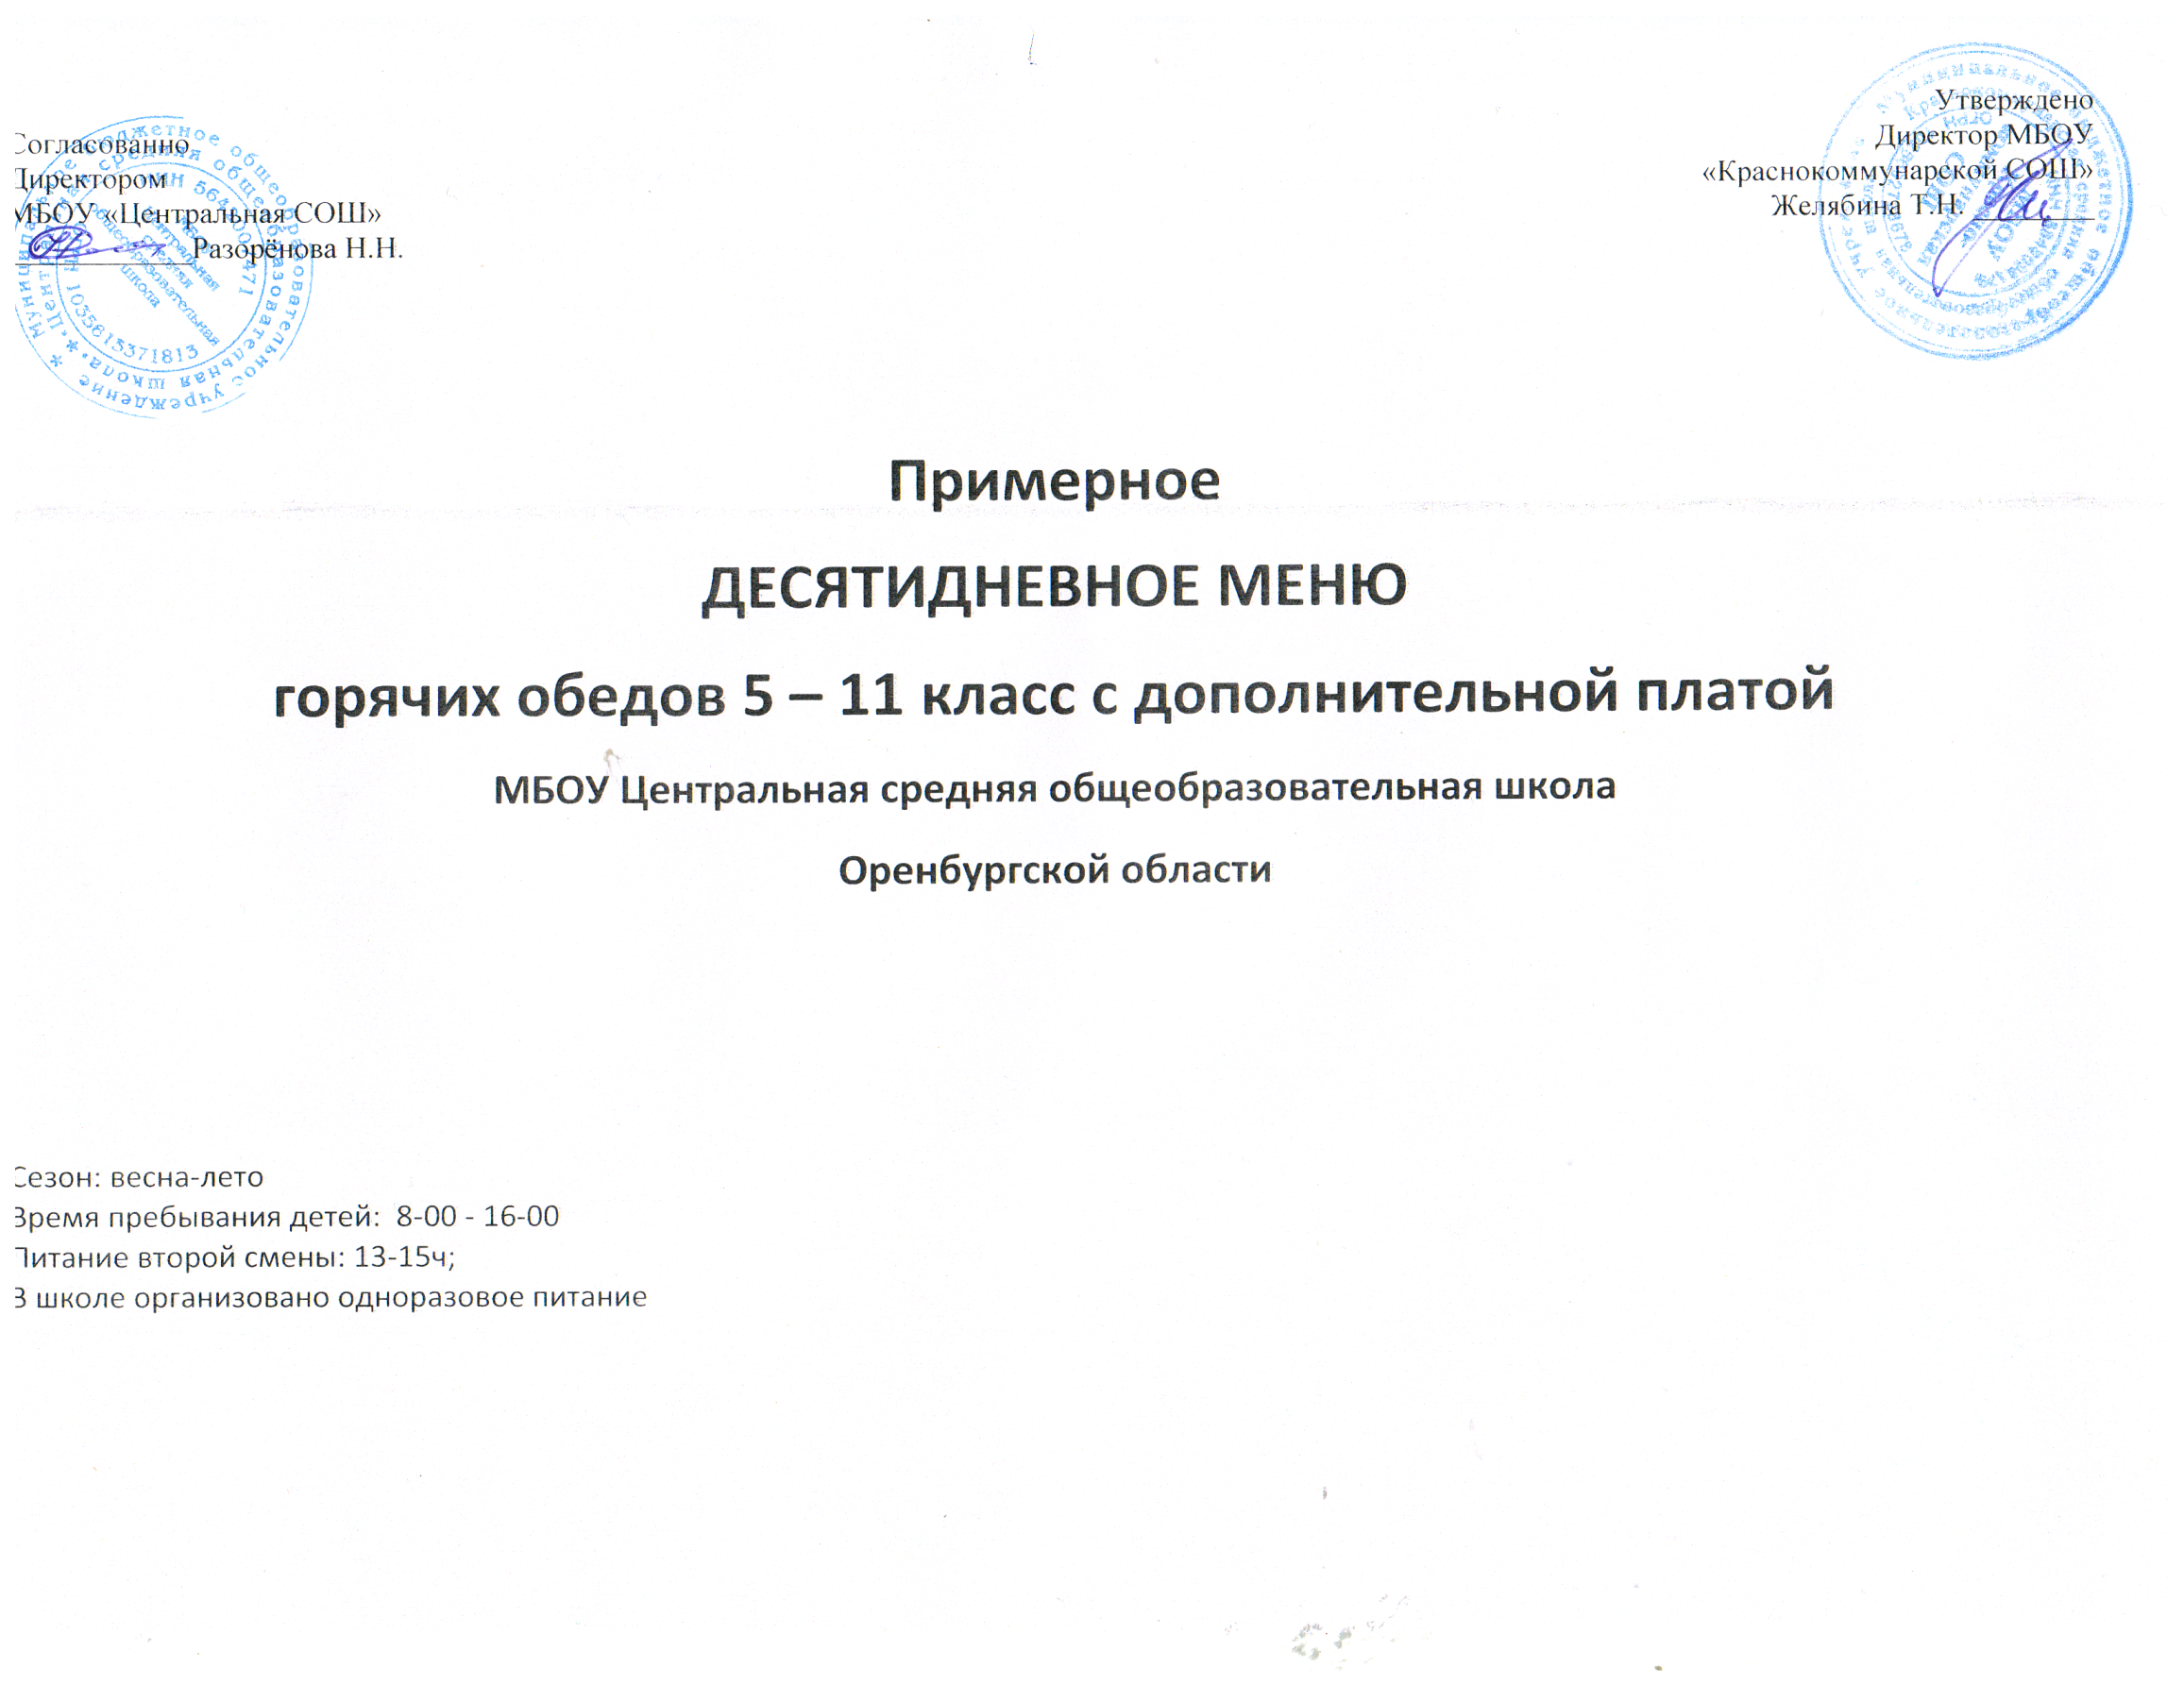 Согласованно
Директором
МБОУ «Центральная СОШ»
Разорёнова Н.Н.
Утверждено
Директор МБОУ
«Краснокоммунарской СОШ»
Желябина Т.Н.
1035615371813
Примерное
ДЕСЯТИДНЕВНОЕ МЕНЮ
горячих обедов 5 – 11 класс с дополнительной платой
МБОУ Центральная средняя общеобразовательная школа
Оренбургской области
Сезон: весна-лето
Время пребывания детей: 8-00 - 16-00
Питание второй смены: 13-15ч;
В школе организовано одноразовое питание